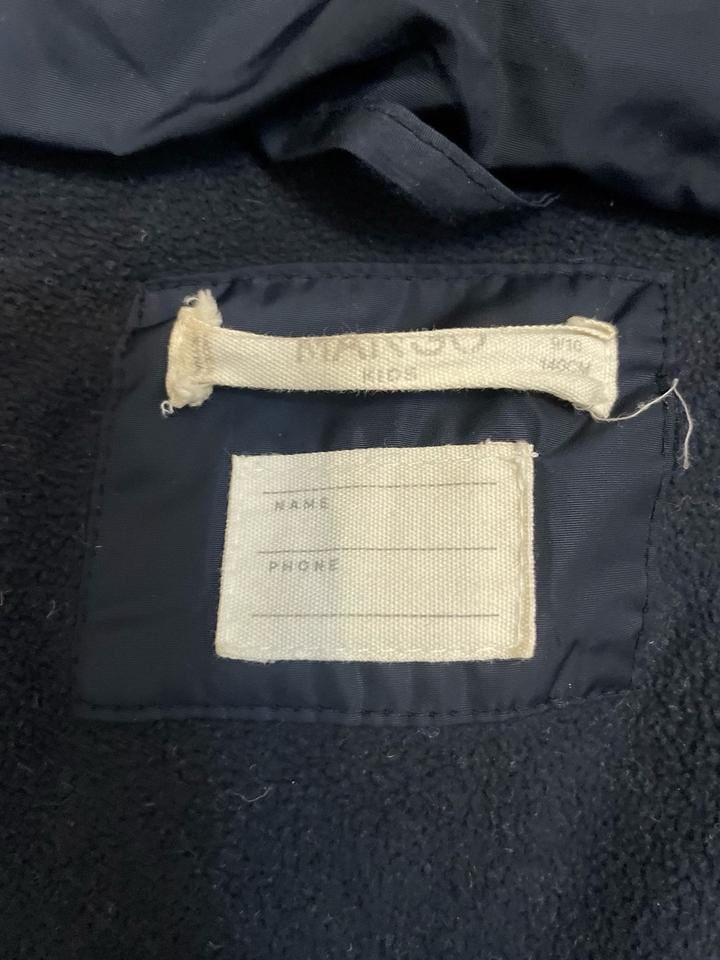 MANGO
KIDS
9/10
140CM
NAME
PHONE